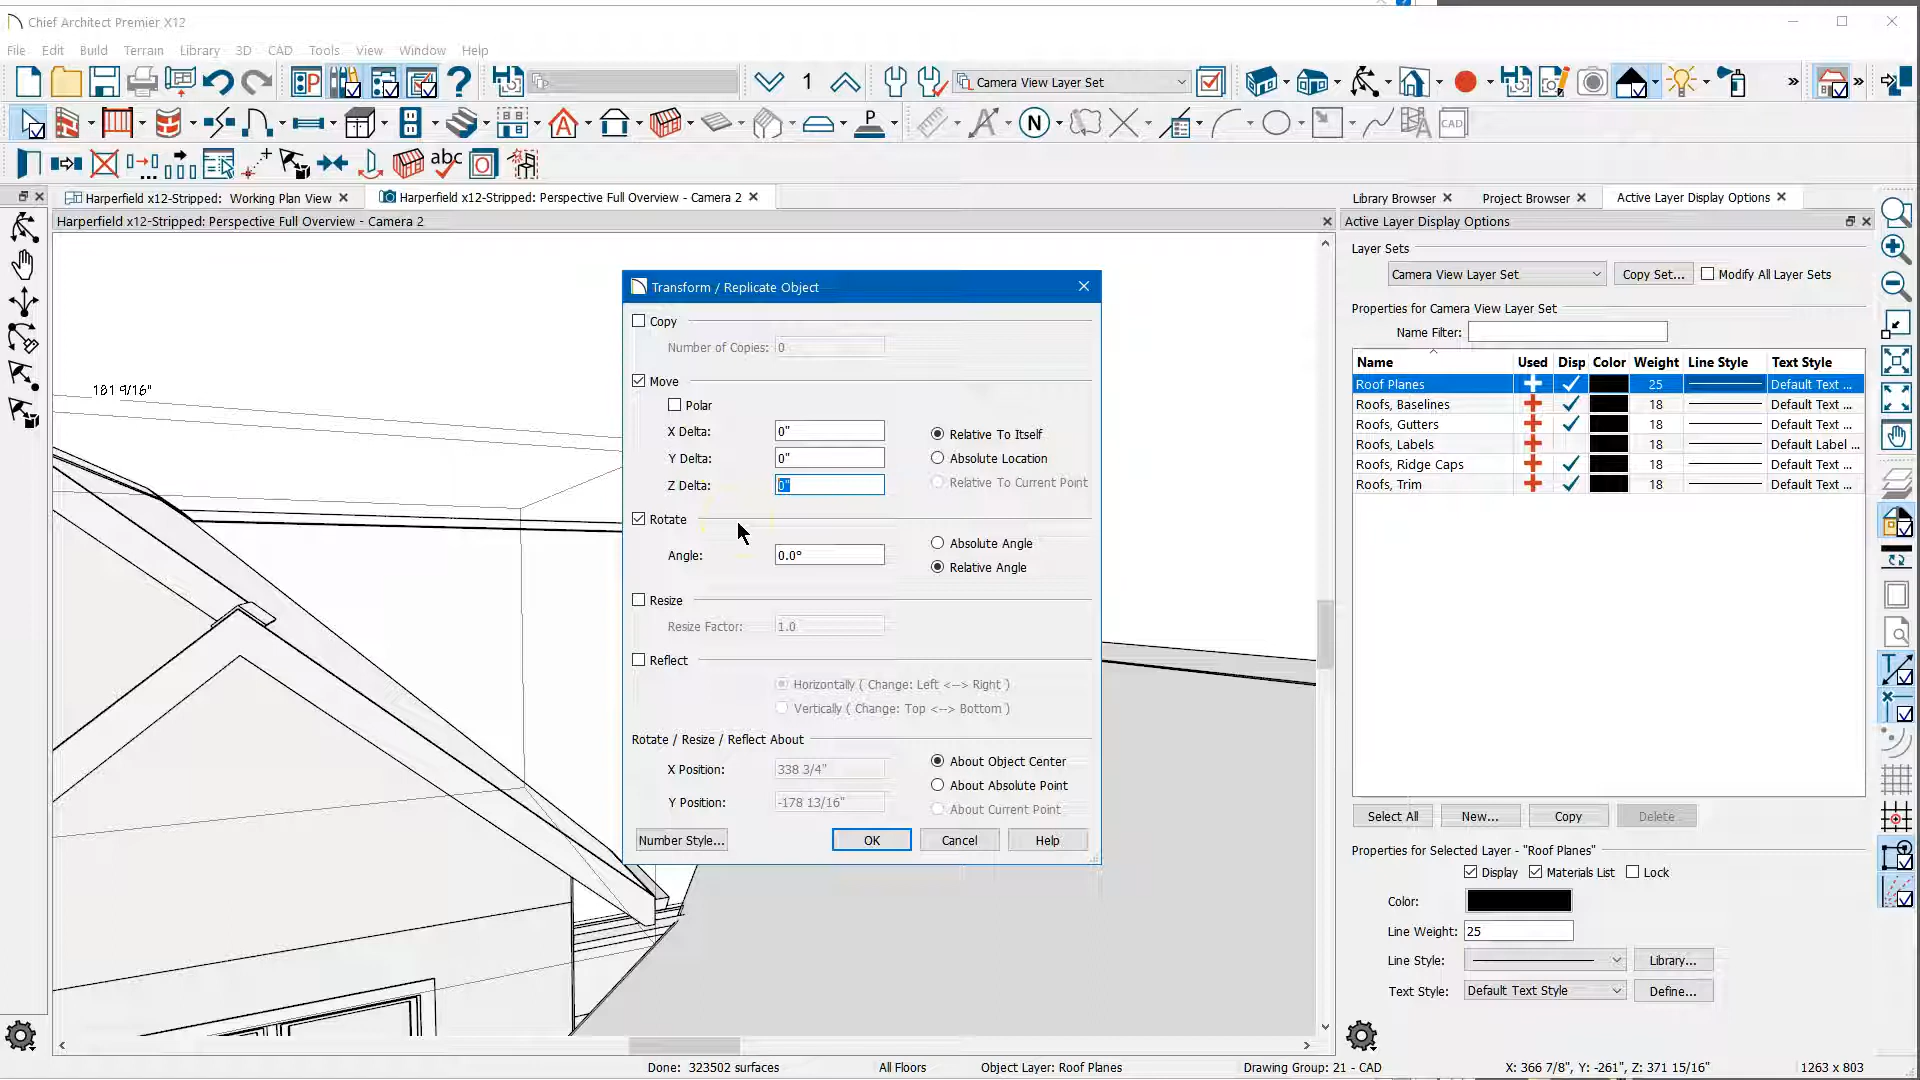 Chief Architect Premier X12
File Edit Build Terrain Library 3D CAD Tools View Window Help
1 Camera View Layer Set
P N CAD
abc
Harperfield x12-Stripped: Working Plan View
Harperfield x12-Stripped: Perspective Full Overview - Camera 2
Library Browser
Project Browser
Active Layer Display Options
Harperfield x12-Stripped: Perspective Full Overview - Camera 2
Active Layer Display Options
Layer Sets
Camera View Layer Set
Copy Set...
Modify All Layer Sets
Properties for Camera View Layer Set
Name Filter:
Name Used Disp Color Weight Line Style Text Style
Roof Planes 25 Default Text ...
Roofs, Baselines 18 Default Text ...
Roofs, Gutters 18 Default Text ...
Roofs, Labels 18 Default Label ...
Roofs, Ridge Caps 18 Default Text ...
Roofs, Trim 18 Default Text ...
Select All New... Copy Delete
Properties for Selected Layer - "Roof Planes"
Display Materials List Lock
Color:
Line Weight: 25
Line Style: Library...
Text Style: Default Text Style Define...
181 9/16"
Transform / Replicate Object
Copy
Number of Copies: 0
Move
Polar
X Delta: 0" Relative To Itself
Y Delta: 0" Absolute Location
Z Delta: 0" Relative To Current Point
Rotate
Absolute Angle
Angle: 0.0°
Relative Angle
Resize
Resize Factor: 1.0
Reflect
Horizontally ( Change: Left <--> Right )
Vertically ( Change: Top <--> Bottom )
Rotate / Resize / Reflect About
X Position: 338 3/4" About Object Center
About Absolute Point
Y Position: -178 13/16" About Current Point
Number Style... OK Cancel Help
Done: 323502 surfaces All Floors Object Layer: Roof Planes Drawing Group: 21 - CAD X: 366 7/8", Y: -261", Z: 371 15/16" 1263 x 803